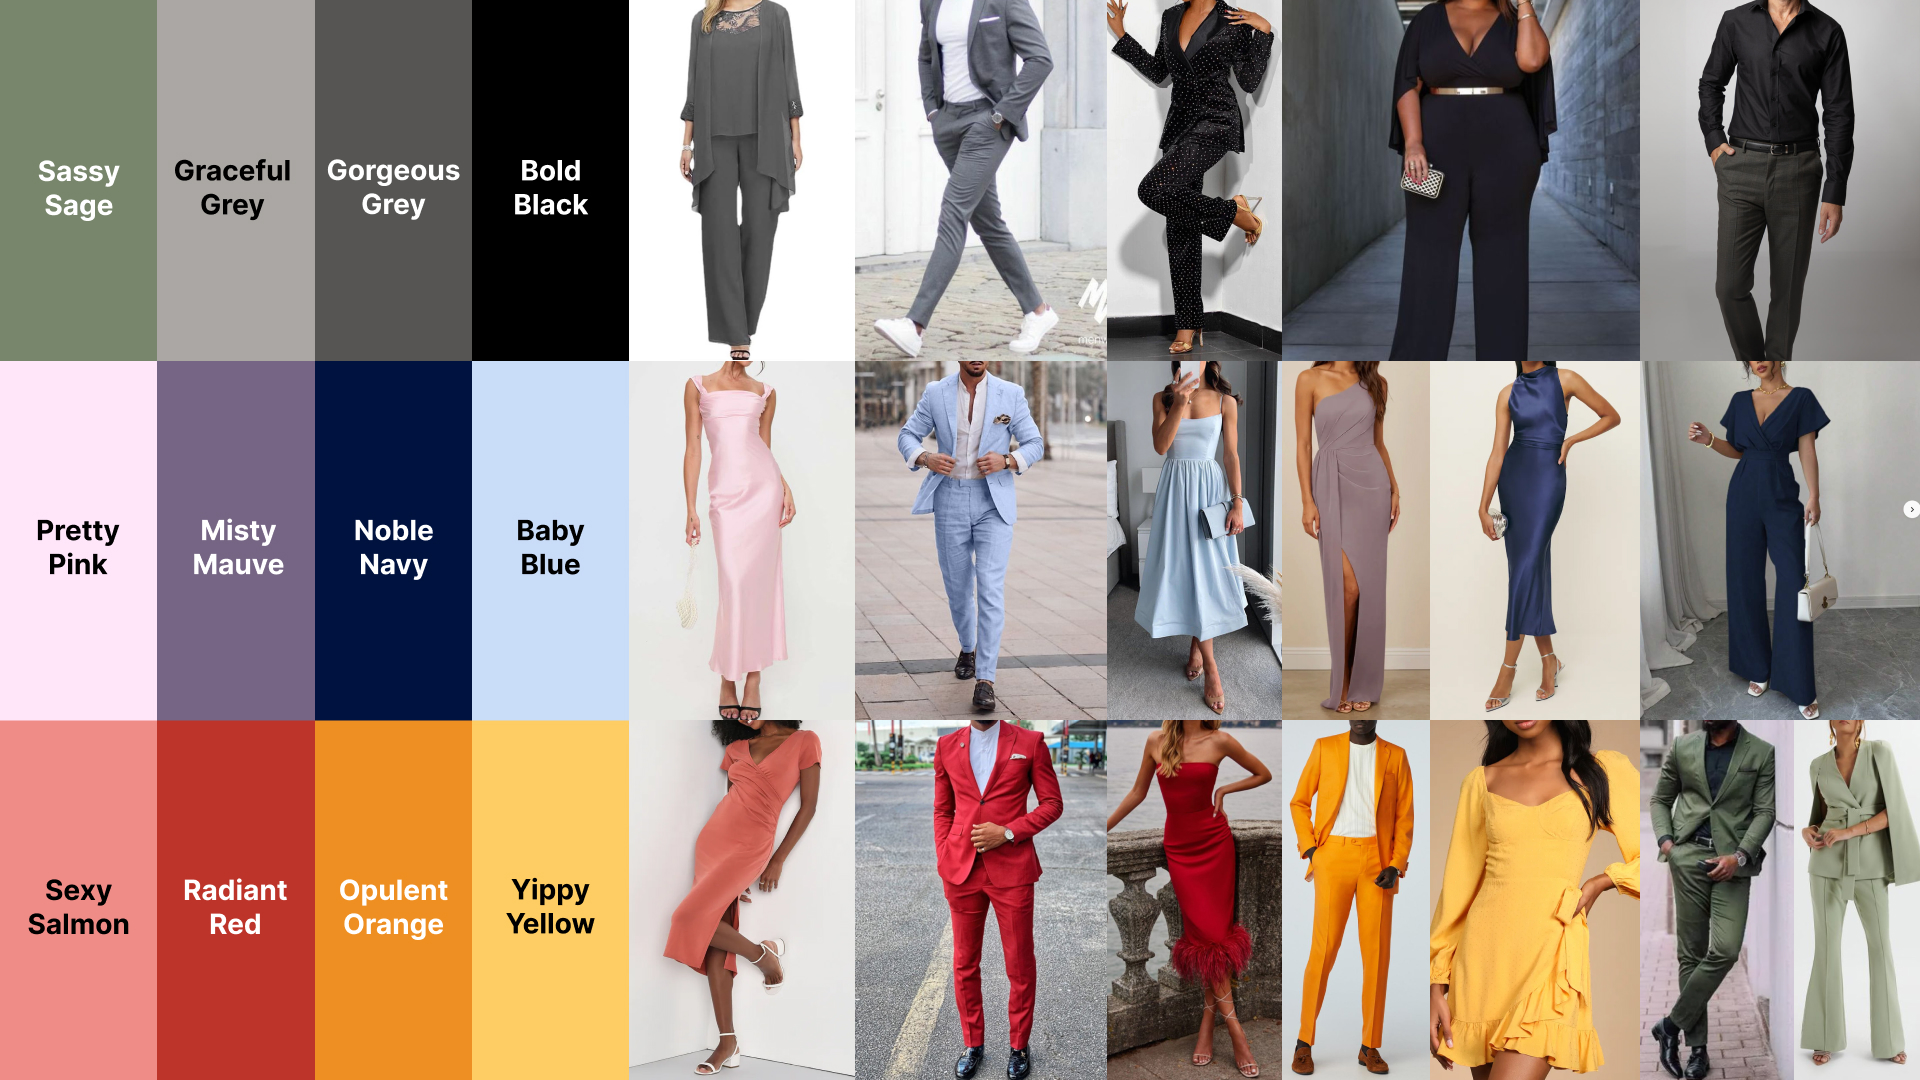 Sassy
Sage
Graceful
Grey
Gorgeous
Grey
Bold
Black
Pretty
Pink
Misty
Mauve
Noble
Navy
Baby
Blue
Sexy
Salmon
Radiant
Red
Opulent
Orange
Yippy
Yellow